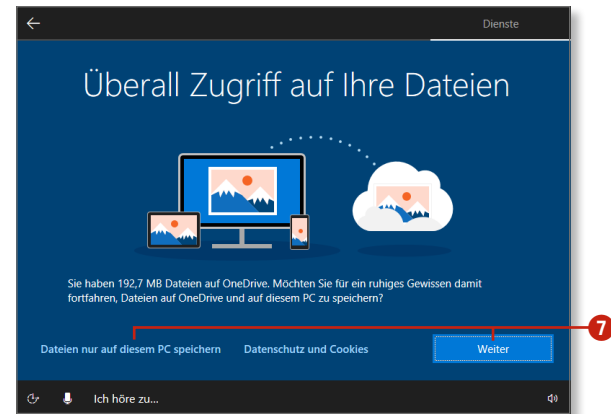 Dienste
Überall Zugriff auf Ihre Dateien
Sie haben 192,7 MB Dateien auf OneDrive. Möchten Sie für ein ruhiges Gewissen damit
fortfahren, Dateien auf OneDrive und auf diesem PC zu speichern?
7
Dateien nur auf diesem PC speichern Datenschutz und Cookies Weiter
Ich höre zu...